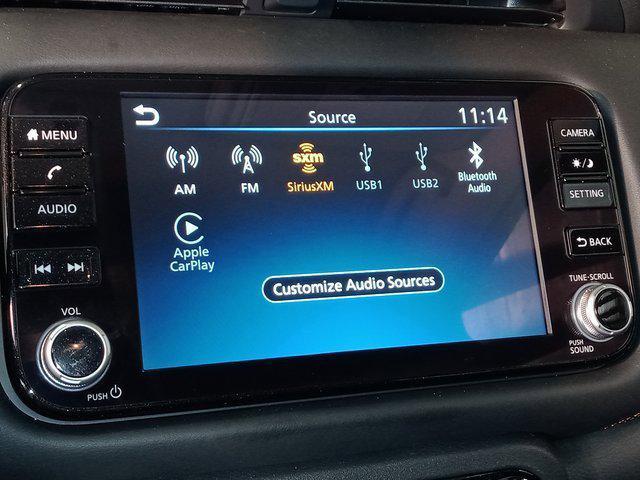 Source 11:14
MENU
AUDIO
VOL
PUSH
AM
FM
sxm
SiriusXM
USB1
USB2
Bluetooth
Audio
Apple
CarPlay
Customize Audio Sources
CAMERA
SETTING
BACK
TUNE·SCROLL
PUSH
SOUND